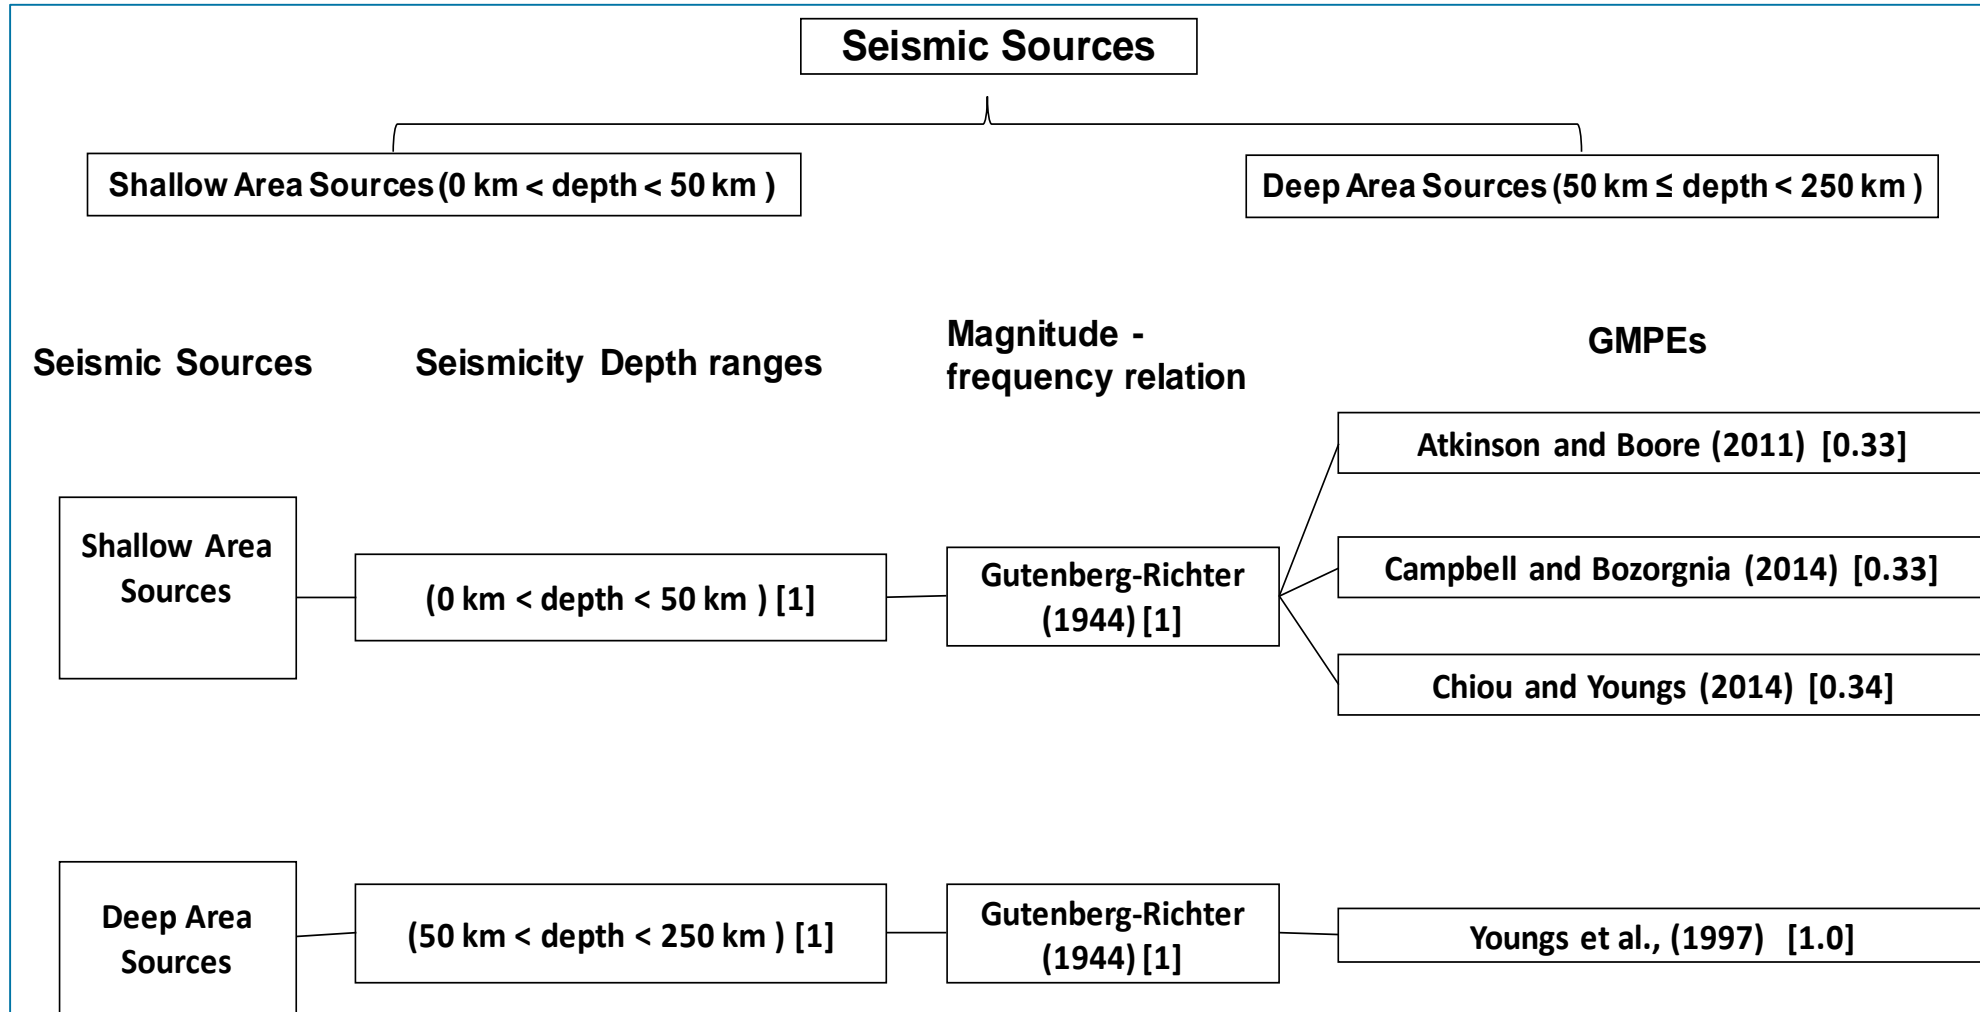 Seismic Sources
Shallow Area Sources (0 km < depth < 50 km )
Deep Area Sources (50 km ≤ depth < 250 km )
Seismic Sources
Seismicity Depth ranges
Magnitude -
frequency relation
GMPEs
Shallow Area
Sources
(0 km < depth < 50 km ) [1]
Gutenberg-Richter
(1944) [1]
Atkinson and Boore (2011) [0.33]
Campbell and Bozorgnia (2014) [0.33]
Chiou and Youngs (2014) [0.34]
Deep Area
Sources
(50 km < depth < 250 km ) [1]
Gutenberg-Richter
(1944) [1]
Youngs et al., (1997) [1.0]